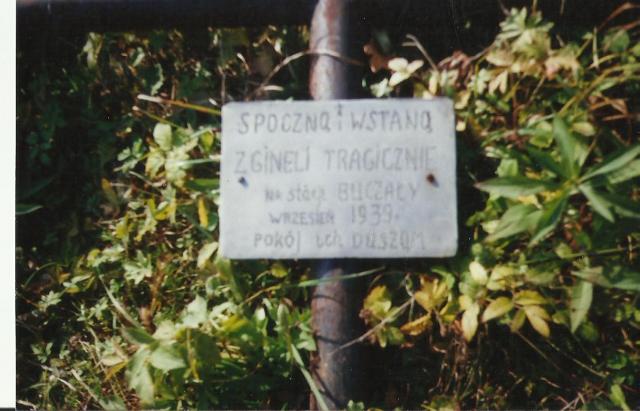 SPOCZNĄ i WSTANĄ
ZGINELI TRAGICZNIE
NA STACJI BUCZAŁY
WRZESIEŃ 1939.
POKÓJ ICH DUSZOM